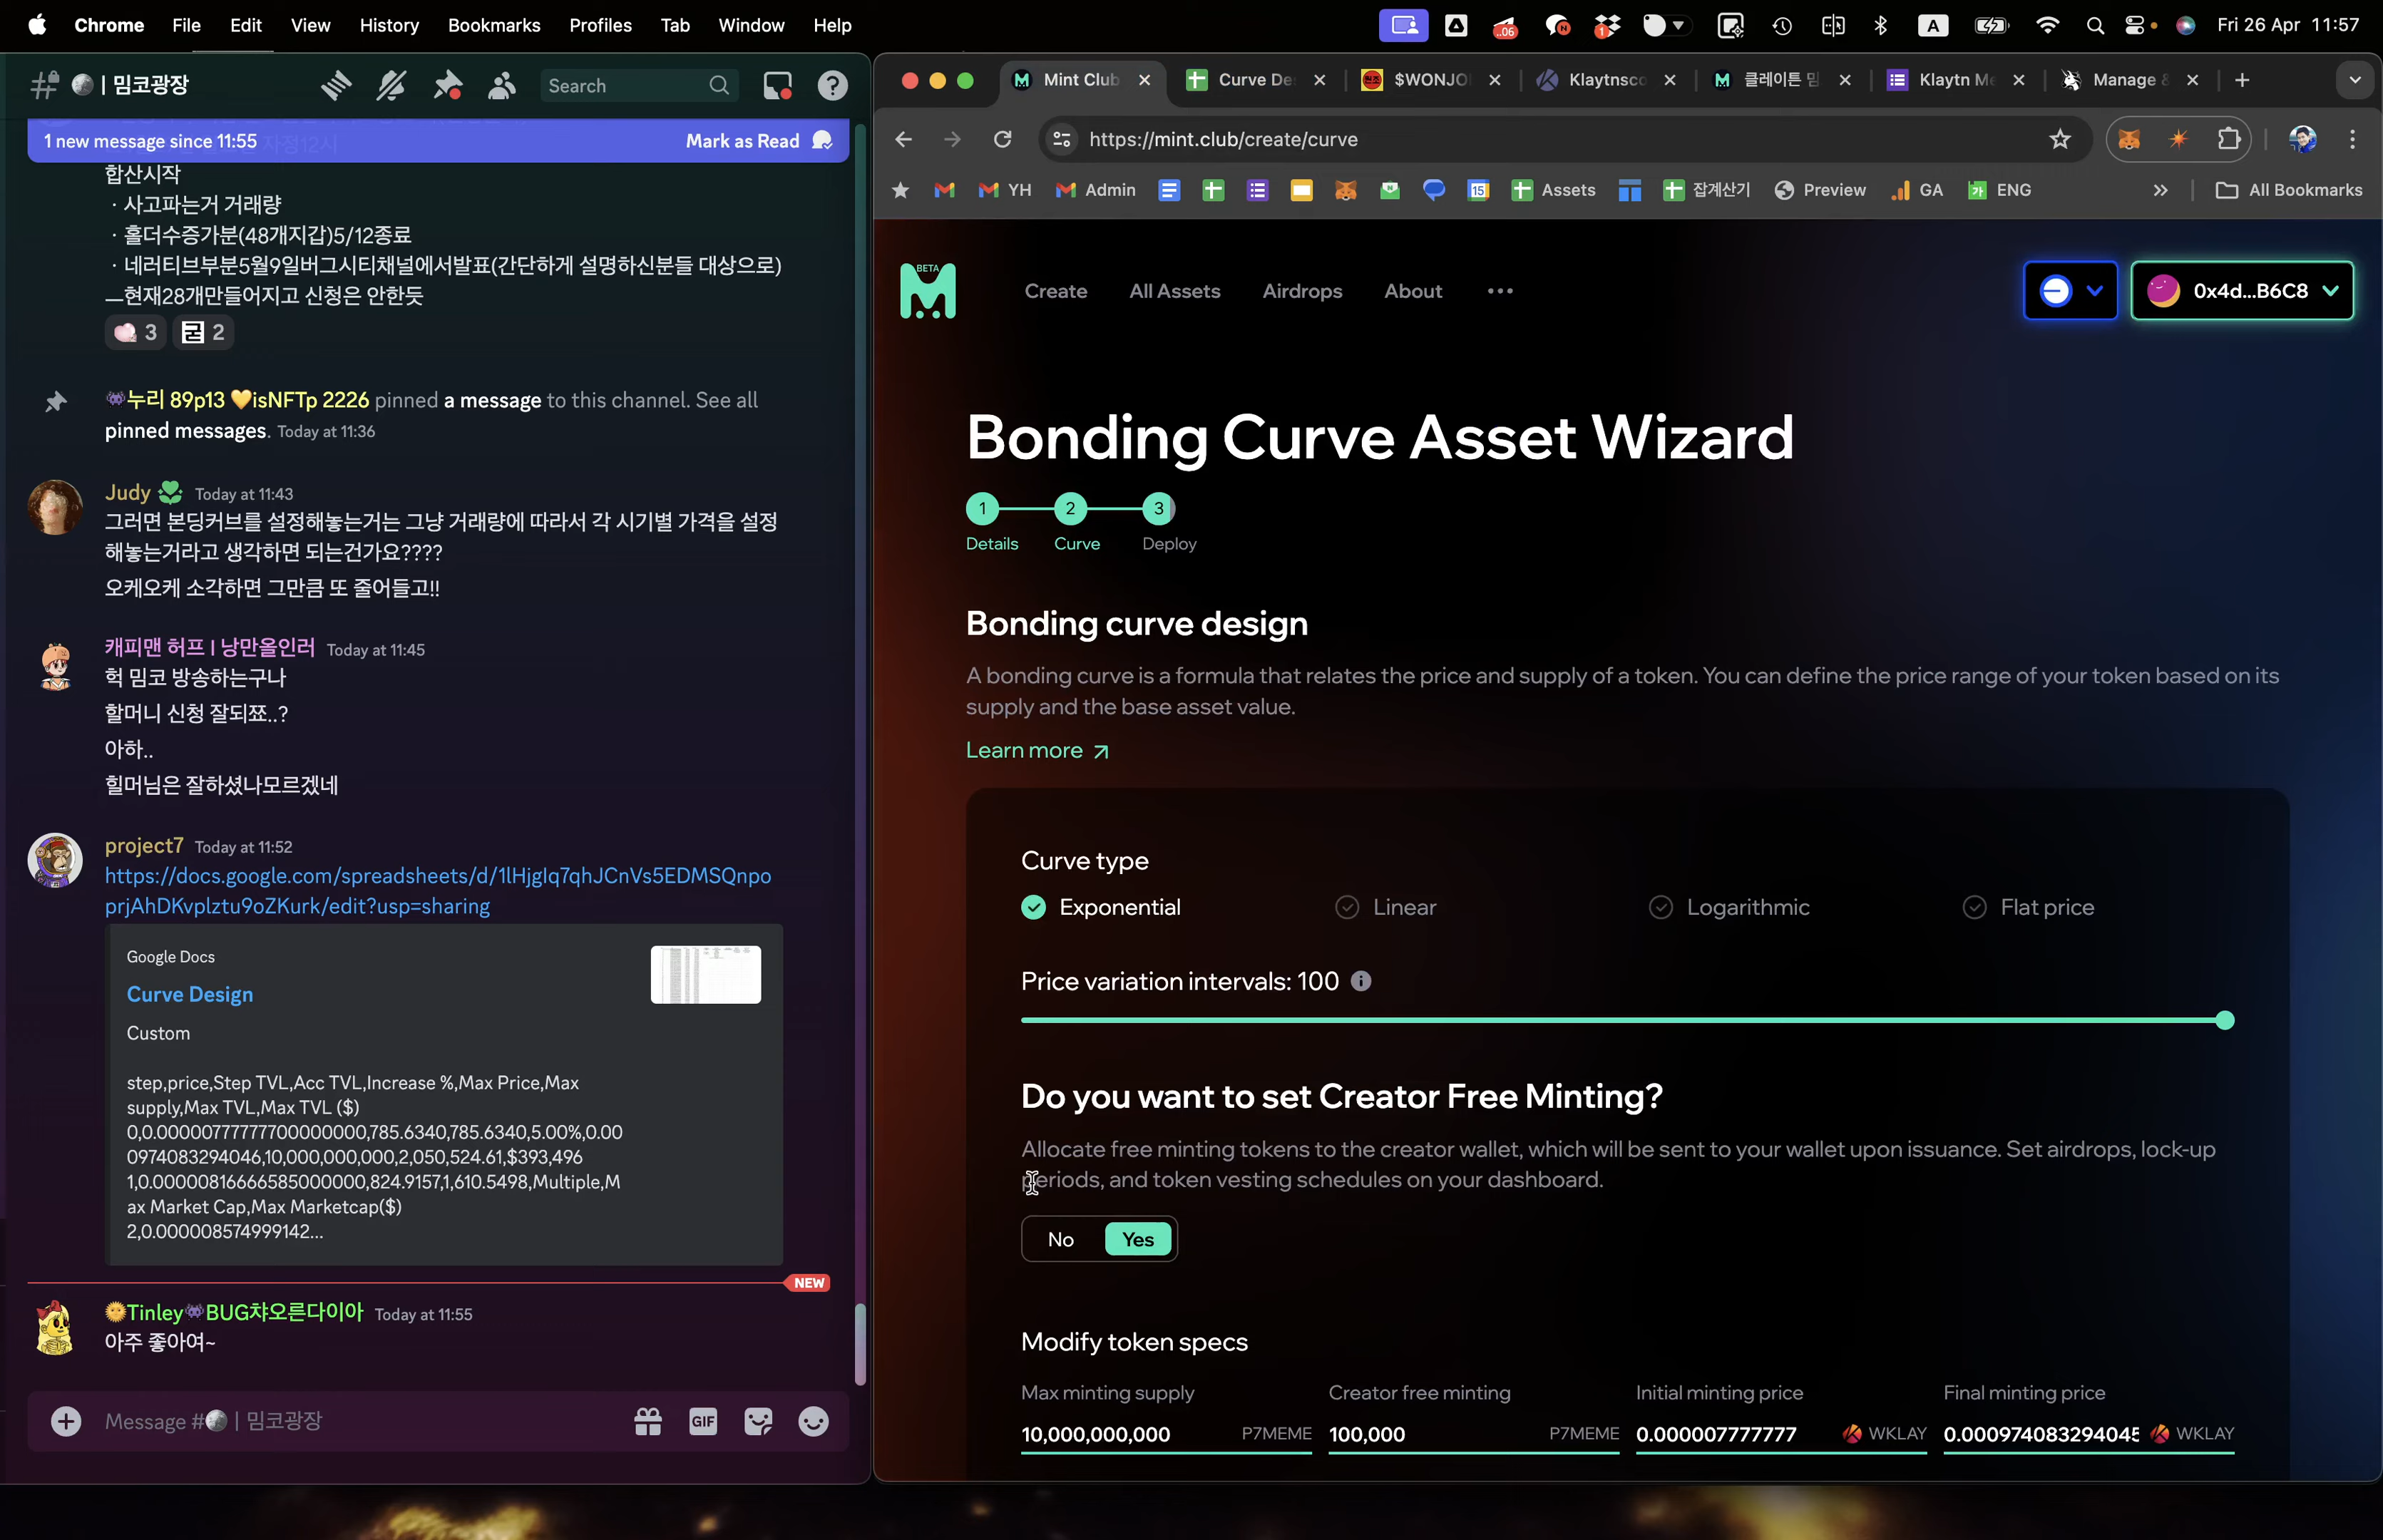 Chrome File Edit View History Bookmarks Profiles Tab Window Help
..06
N
1
A
Fri 26 Apr 11:57
밈코광장
Search
1 new message since 11:55
Mark as Read
합산시작
· 사고파는거 거래량
· 홀더수증가분(48개지갑)5/12종료
· 네러티브부분5월9일버그시티채널에서발표(간단하게 설명하신분들 대상으로)
—현재28개만들어지고 신청은 안한듯
3
굳 2
누리 89p13 💛isNFTp 2226 pinned a message to this channel. See all
pinned messages. Today at 11:36
Judy Today at 11:43
그러면 본딩커브를 설정해놓는거는 그냥 거래량에 따라서 각 시기별 가격을 설정
해놓는거라고 생각하면 되는건가요????
오케오케 소각하면 그만큼 또 줄어들고!!
캐피맨 허프 | 낭만올인러 Today at 11:45
헉 밈코 방송하는구나
할머니 신청 잘되쬬..?
아하..
힐머님은 잘하셨나모르겠네
project7 Today at 11:52
https://docs.google.com/spreadsheets/d/1lHjgIq7qhJCnVs5EDMSQnpo
prjAhDKvplztu9oZKurk/edit?usp=sharing
Google Docs
Curve Design
Custom
step,price,Step TVL,Acc TVL,Increase %,Max Price,Max
supply,Max TVL,Max TVL ($)
0,0.00000777777700000000,785.6340,785.6340,5.00%,0.00
0974083294046,10,000,000,000,2,050,524.61,$393,496
1,0.00000816666585000000,824.9157,1,610.5498,Multiple,M
ax Market Cap,Max Marketcap($)
2,0.000008574999142...
NEW
Tinley👾BUG챠오른다이아 Today at 11:55
아주 좋아여~
Message # | 밈코광장
GIF
Mint Club
Curve De
$WONJO
Klaytnsco
클레이튼 밈
Klaytn Me
Manage &
https://mint.club/create/curve
YH
Admin
15
Assets
잡계산기
Preview
GA
ENG
All Bookmarks
BETA
Create
All Assets
Airdrops
About
0x4d...B6C8
Bonding Curve Asset Wizard
1 2 3
Details Curve Deploy
Bonding curve design
A bonding curve is a formula that relates the price and supply of a token. You can define the price range of your token based on its
supply and the base asset value.
Learn more
Curve type
Exponential Linear Logarithmic Flat price
Price variation intervals: 100
Do you want to set Creator Free Minting?
Allocate free minting tokens to the creator wallet, which will be sent to your wallet upon issuance. Set airdrops, lock-up
periods, and token vesting schedules on your dashboard.
No Yes
Modify token specs
Max minting supply Creator free minting Initial minting price Final minting price
10,000,000,000 P7MEME 100,000 P7MEME 0.000007777777 WKLAY 0.000974083294045 WKLAY